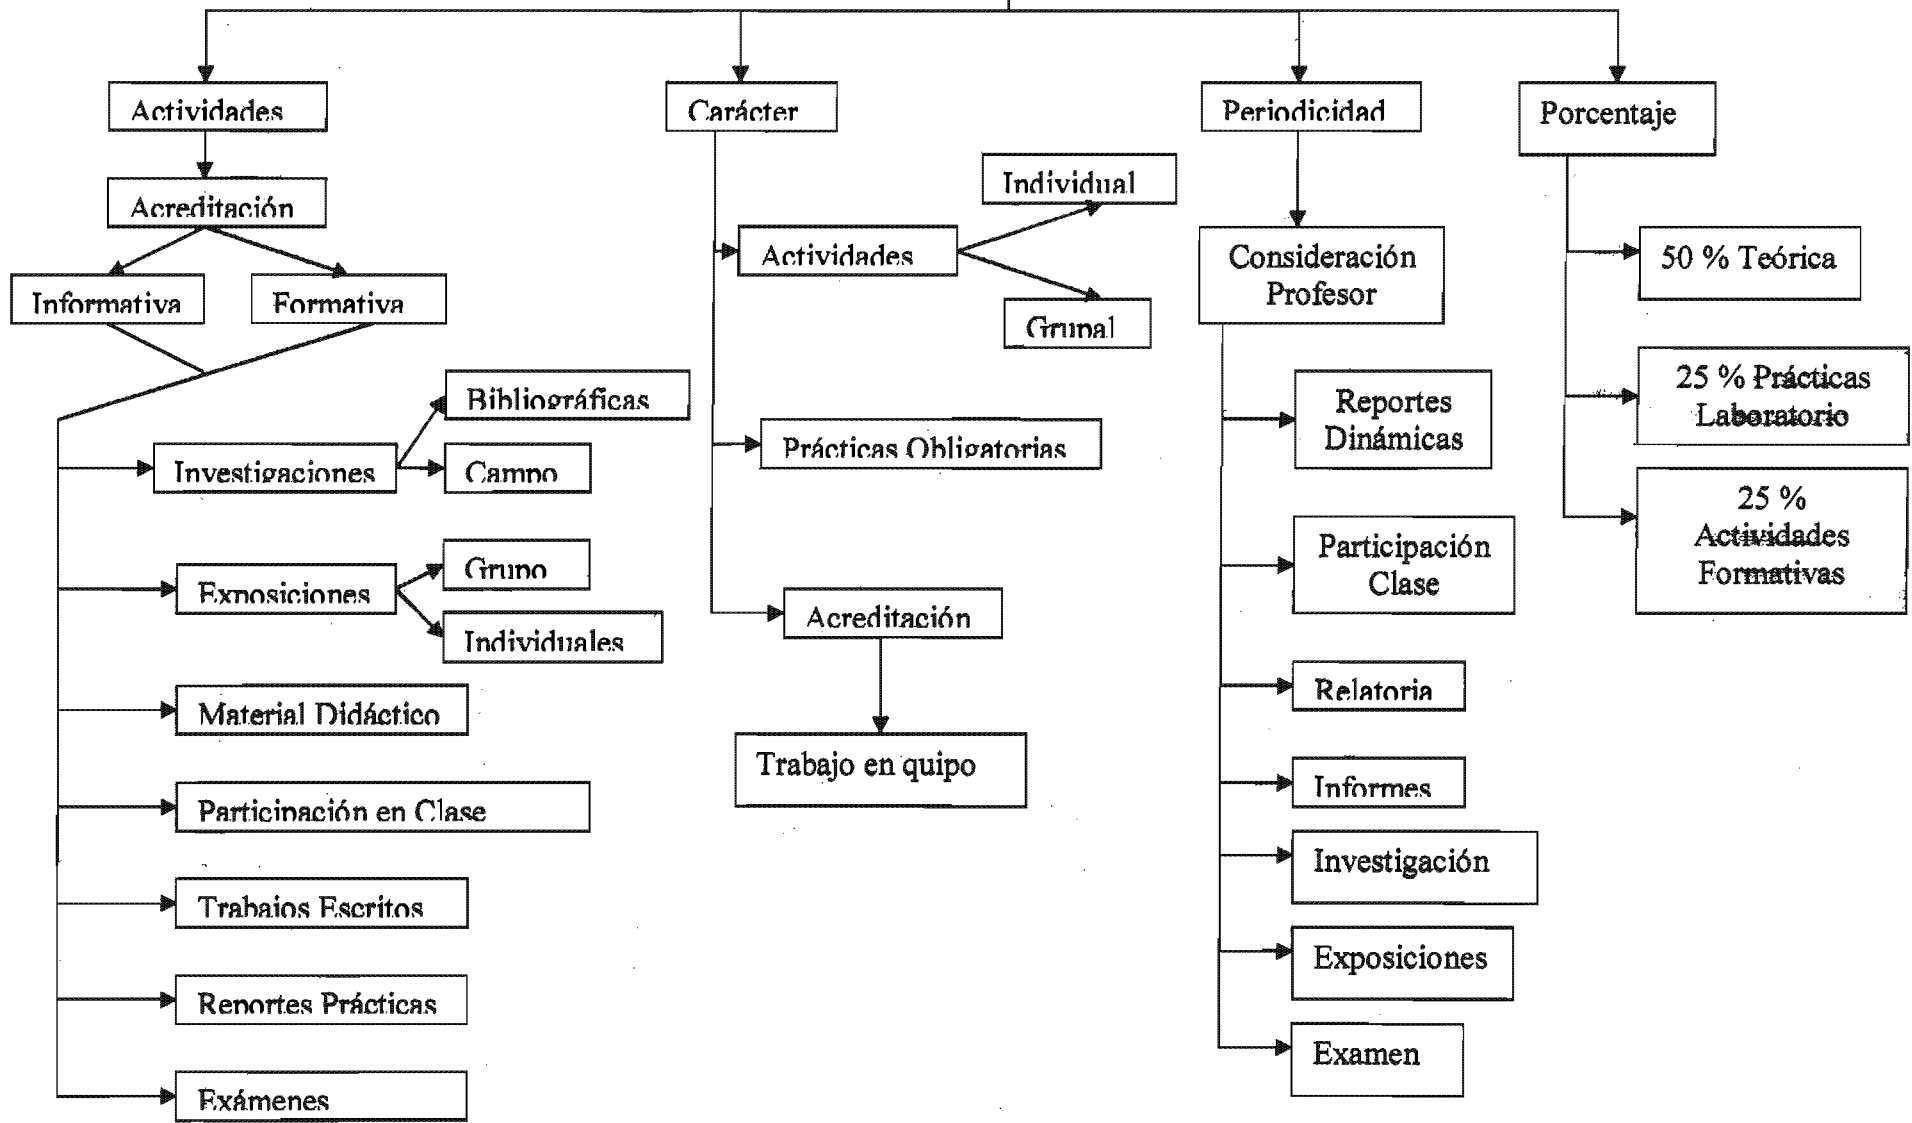 Actividades
Acreditación
Informativa
Formativa
Investigaciones
Bibliográficas
Campo
Exposiciones
Grupo
Individuales
Material Didáctico
Participación en Clase
Trabajos Escritos
Reportes Prácticas
Exámenes
Carácter
Actividades
Individual
Grupal
Prácticas Obligatorias
Acreditación
Trabajo en quipo
Periodicidad
Consideración
Profesor
Reportes
Dinámicas
Participación
Clase
Relatoria
Informes
Investigación
Exposiciones
Examen
Porcentaje
50 % Teórica
25 % Prácticas
Laboratorio
25 %
Actividades
Formativas